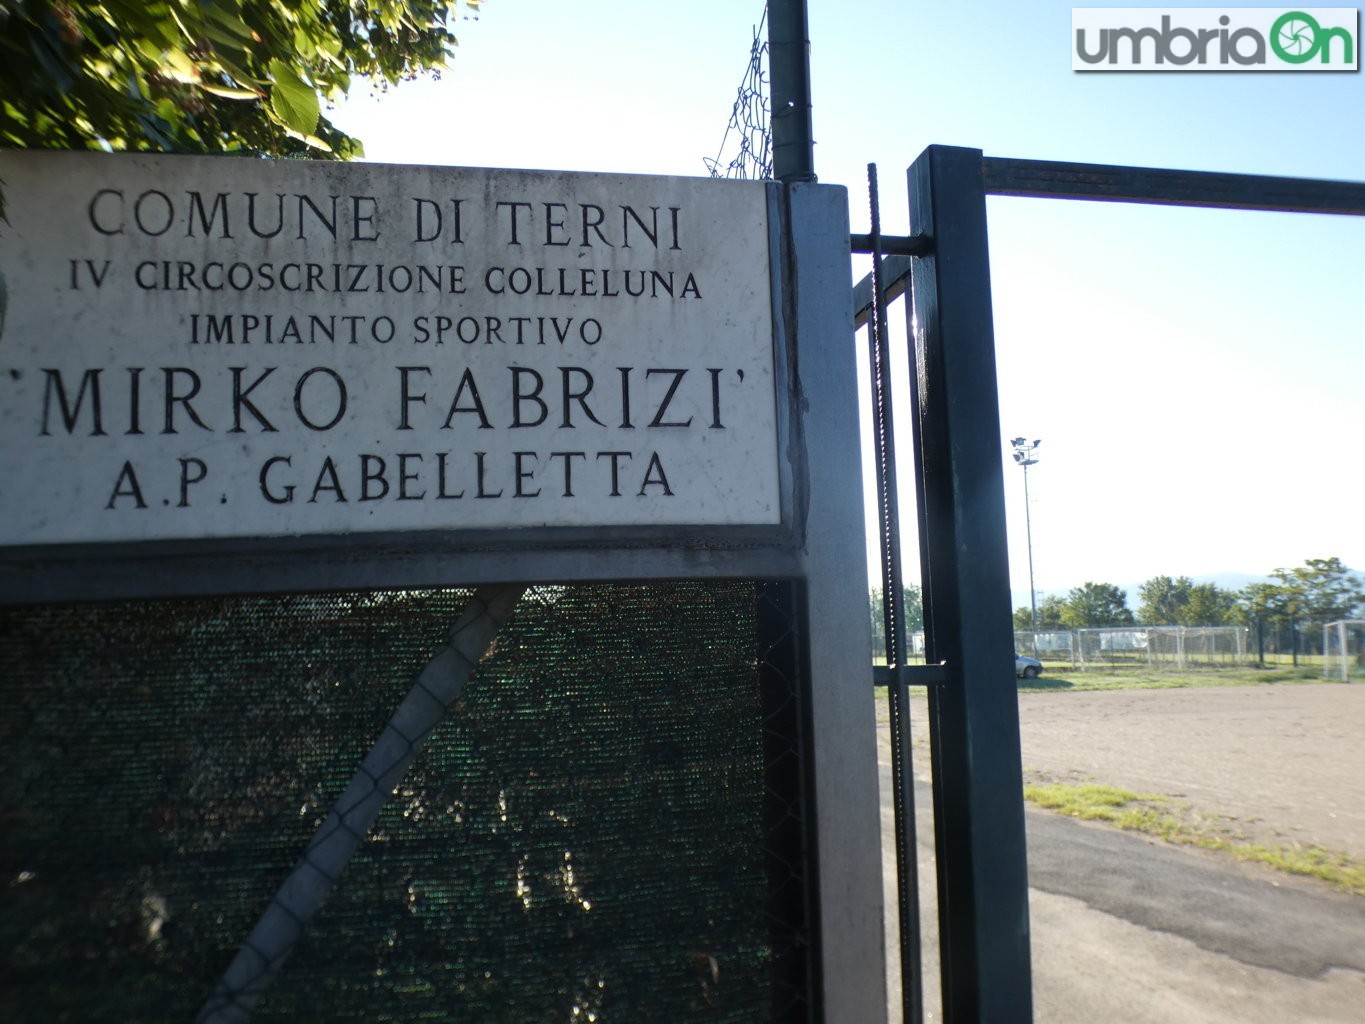 umbriaOn
COMUNE DI TERNI
IV CIRCOSCRIZIONE COLLELUNA
IMPIANTO SPORTIVO
'MIRKO FABRIZI'
A.P. GABELLETTA